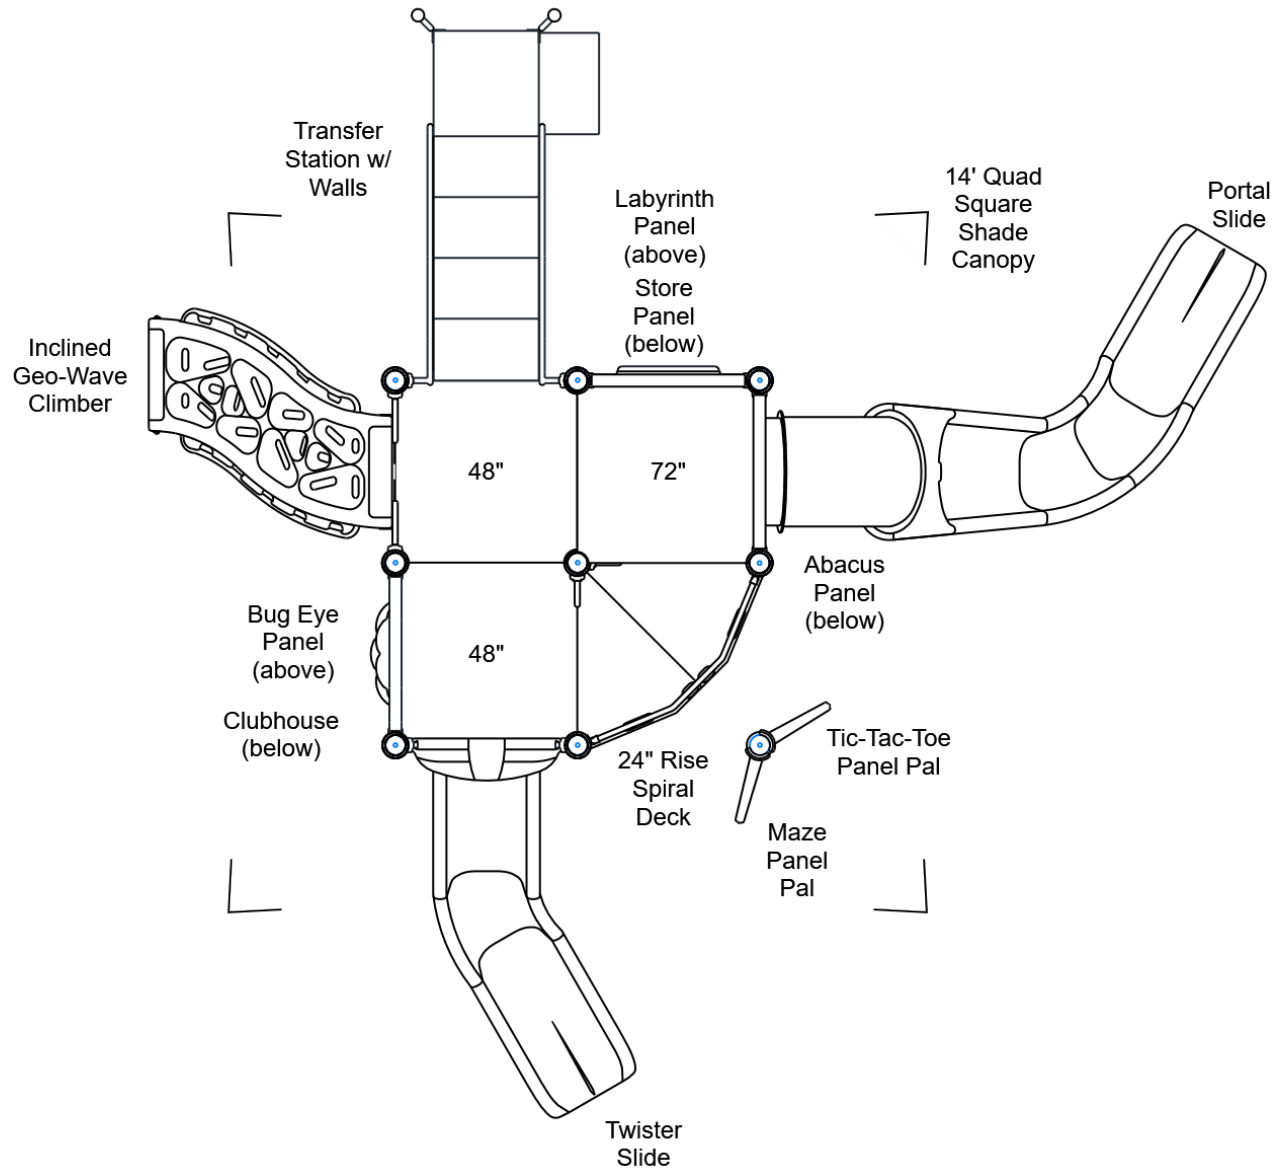 Transfer
Station w/
Walls
Labyrinth
Panel
(above)
Store
Panel
(below)
14' Quad
Square
Shade
Canopy
Portal
Slide
Inclined
Geo-Wave
Climber
48"
72"
Abacus
Panel
(below)
Bug Eye
Panel
(above)
48"
Clubhouse
(below)
24" Rise
Spiral
Deck
Tic-Tac-Toe
Panel Pal
Maze
Panel
Pal
Twister
Slide